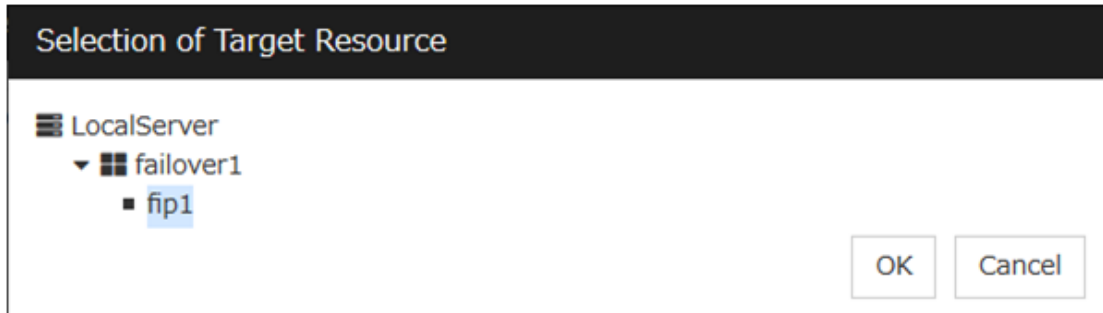 Selection of Target Resource
LocalServer
failover1
fip1
OK Cancel